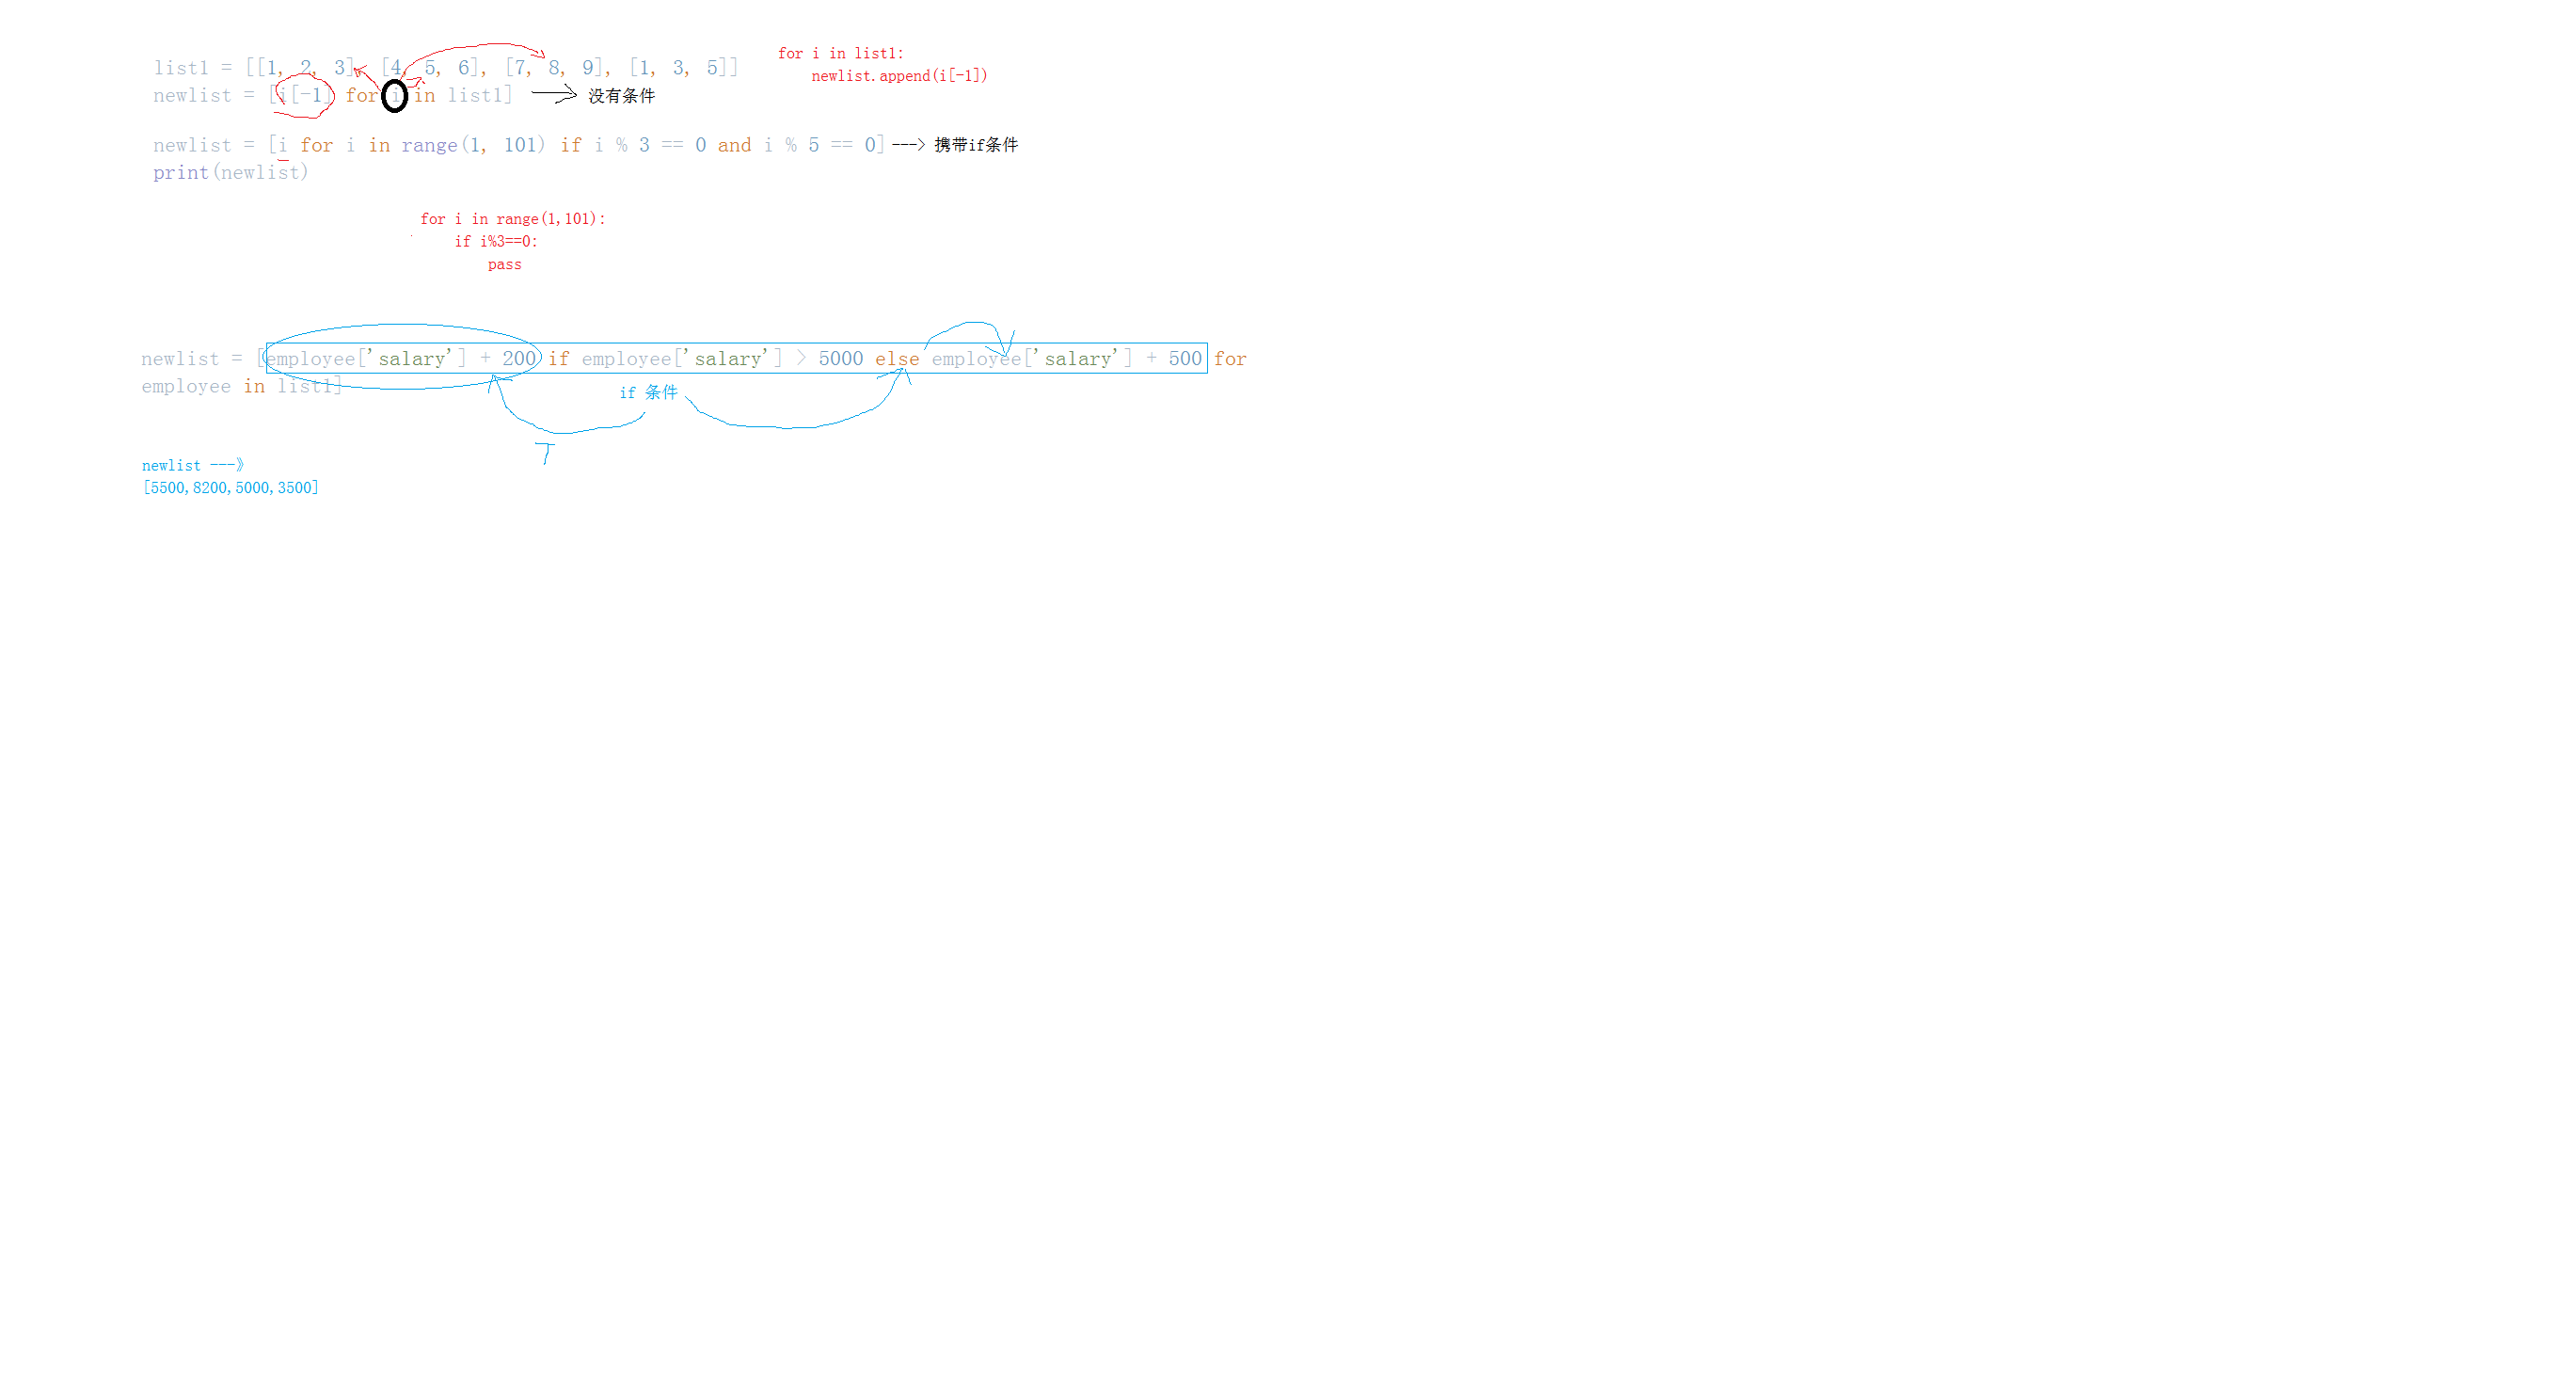 list1 = [[1, 2, 3], [4, 5, 6], [7, 8, 9], [1, 3, 5]]
newlist = [i[-1] for i in list1] 没有条件
for i in list1:
newlist.append(i[-1])
newlist = [i for i in range(1, 101) if i % 3 == 0 and i % 5 == 0] ---> 携带if条件
print(newlist)
for i in range(1,101):
if i%3==0:
pass
newlist = [employee['salary'] + 200 if employee['salary'] > 5000 else employee['salary'] + 500 for
employee in list1]
if 条件
T
newlist ---》
[5500,8200,5000,3500]